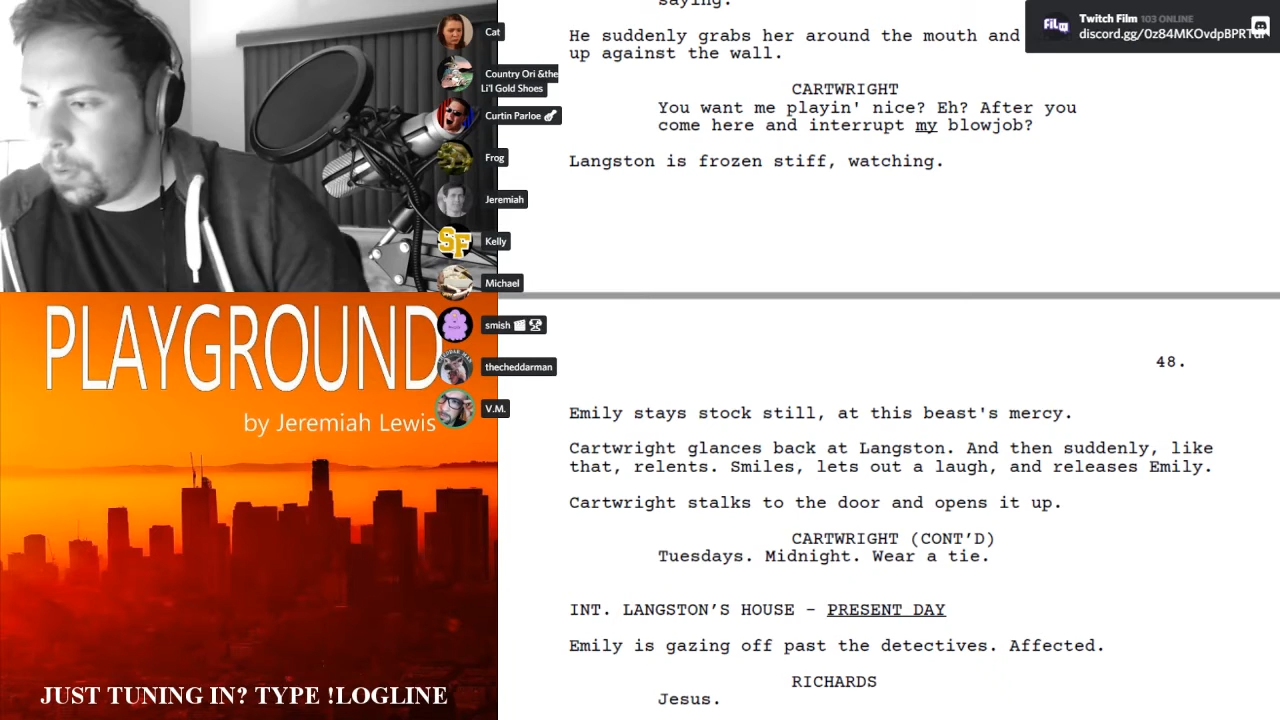 saying.
He suddenly grabs her around the mouth and
up against the wall.
CARTWRIGHT
You want me playin' nice? Eh? After you
come here and interrupt my blowjob?
Langston is frozen stiff, watching.
48.
Emily stays stock still, at this beast's mercy.
Cartwright glances back at Langston. And then suddenly, like
that, relents. Smiles, lets out a laugh, and releases Emily.
Cartwright stalks to the door and opens it up.
CARTWRIGHT (CONT'D)
Tuesdays. Midnight. Wear a tie.
INT. LANGSTON'S HOUSE - PRESENT DAY
Emily is gazing off past the detectives. Affected.
RICHARDS
Jesus.
Twitch Film 103 ONLINE
FiLm
Cat
Country Ori &the
Li'l Gold Shoes
Curtin Parloe
Frog
Jeremiah
SF
Kelly
Michael
smish
thecheddarman
V.M.
PLAYGROUND
by Jeremiah Lewis
JUST TUNING IN? TYPE !LOGLINE